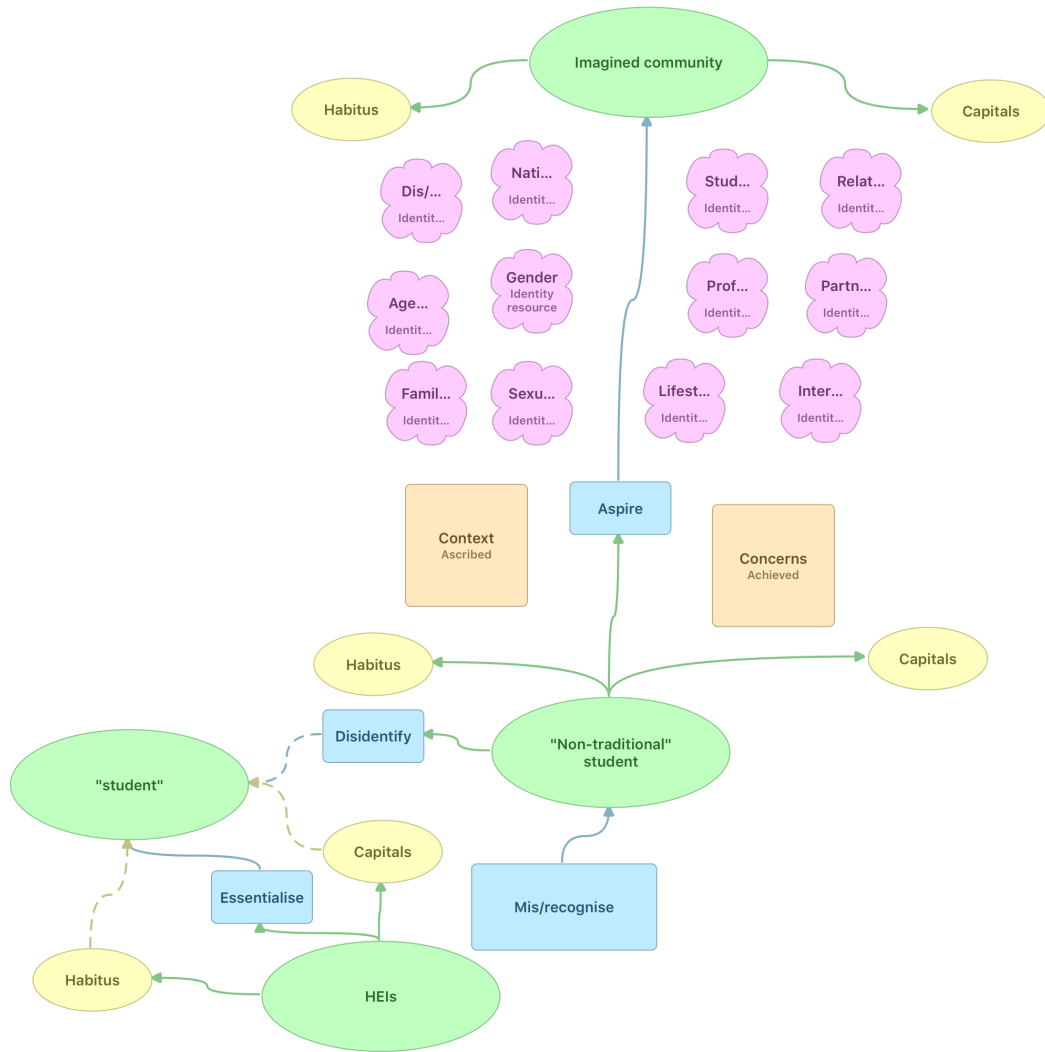 Imagined community
Habitus
Capitals
Nati...
Identit...
Dis/...
Identit...
Stud...
Identit...
Relat...
Identit...
Gender
Identity
resource
Age...
Identit...
Prof...
Identit...
Partn...
Identit...
Famil...
Identit...
Sexu...
Identit...
Lifest...
Identit...
Inter...
Identit...
Aspire
Context
Ascribed
Concerns
Achieved
Habitus
Capitals
Disidentify
"Non-traditional"
student
"student"
Capitals
Essentialise
Mis/recognise
Habitus
HEIs